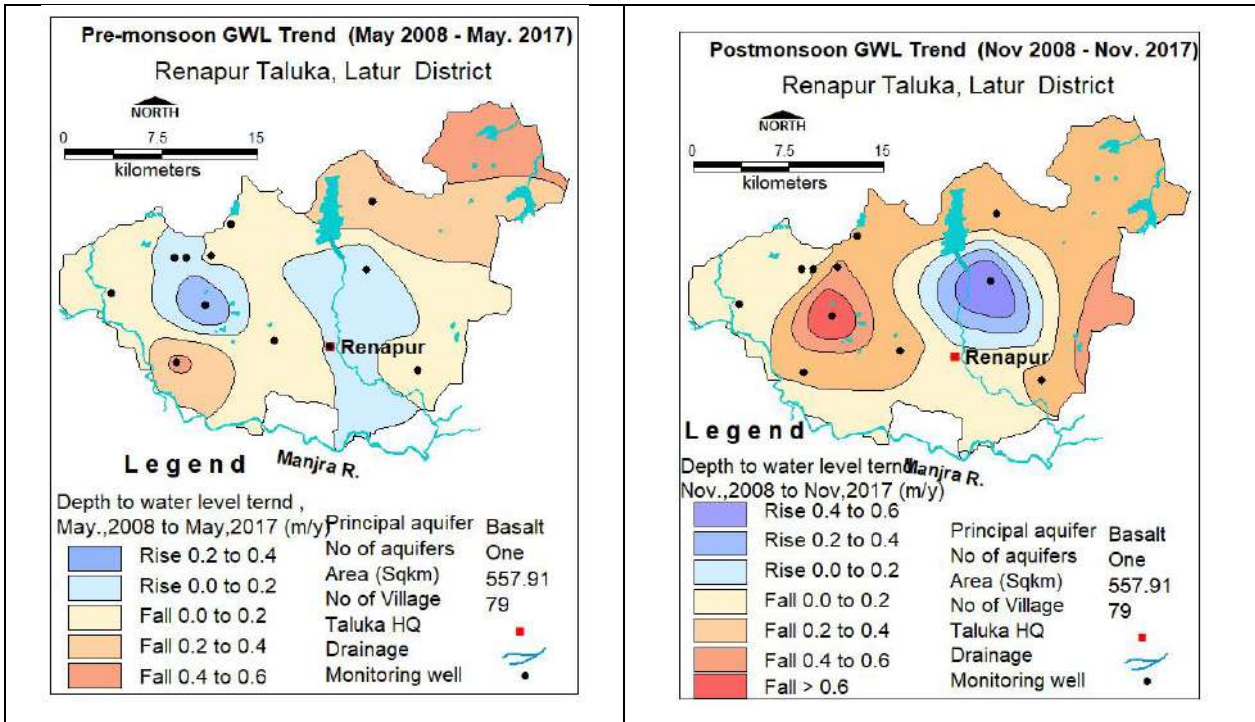 Pre-monsoon GWL Trend (May 2008 - May. 2017)
Renapur Taluka, Latur District
NORTH
0 7.5 15
kilometers
Renapur
Manjra R.
Legend
Depth to water level ternd ,
May.,2008 to May,2017 (m/y)
Rise 0.2 to 0.4
Rise 0.0 to 0.2
Fall 0.0 to 0.2
Fall 0.2 to 0.4
Fall 0.4 to 0.6
Principal aquifer Basalt
No of aquifers One
Area (Sqkm) 557.91
No of Village 79
Taluka HQ
Drainage
Monitoring well
Postmonsoon GWL Trend (Nov 2008 - Nov. 2017)
Renapur Taluka, Latur District
NORTH
0 7.5 15
kilometers
Renapur
Manjra R.
Legend
Depth to water level ternd
Nov.,2008 to Nov,2017 (m/y)
Rise 0.4 to 0.6
Rise 0.2 to 0.4
Rise 0.0 to 0.2
Fall 0.0 to 0.2
Fall 0.2 to 0.4
Fall 0.4 to 0.6
Fall > 0.6
Principal aquifer Basalt
No of aquifers One
Area (Sqkm) 557.91
No of Village 79
Taluka HQ
Drainage
Monitoring well